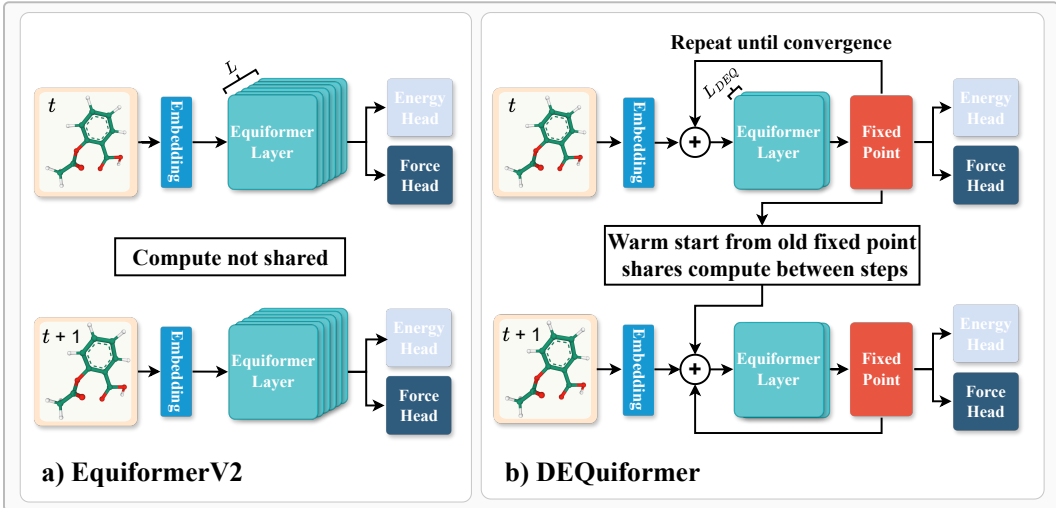 t
Embedding
L
Equiformer
Layer
Energy
Head
Force
Head
Compute not shared
t + 1
Embedding
Equiformer
Layer
Energy
Head
Force
Head
a) EquiformerV2
Repeat until convergence
t
Embedding
+
L_DEQ
Equiformer
Layer
Fixed
Point
Energy
Head
Force
Head
Warm start from old fixed point
shares compute between steps
t + 1
Embedding
+
Equiformer
Layer
Fixed
Point
Energy
Head
Force
Head
b) DEQuiformer